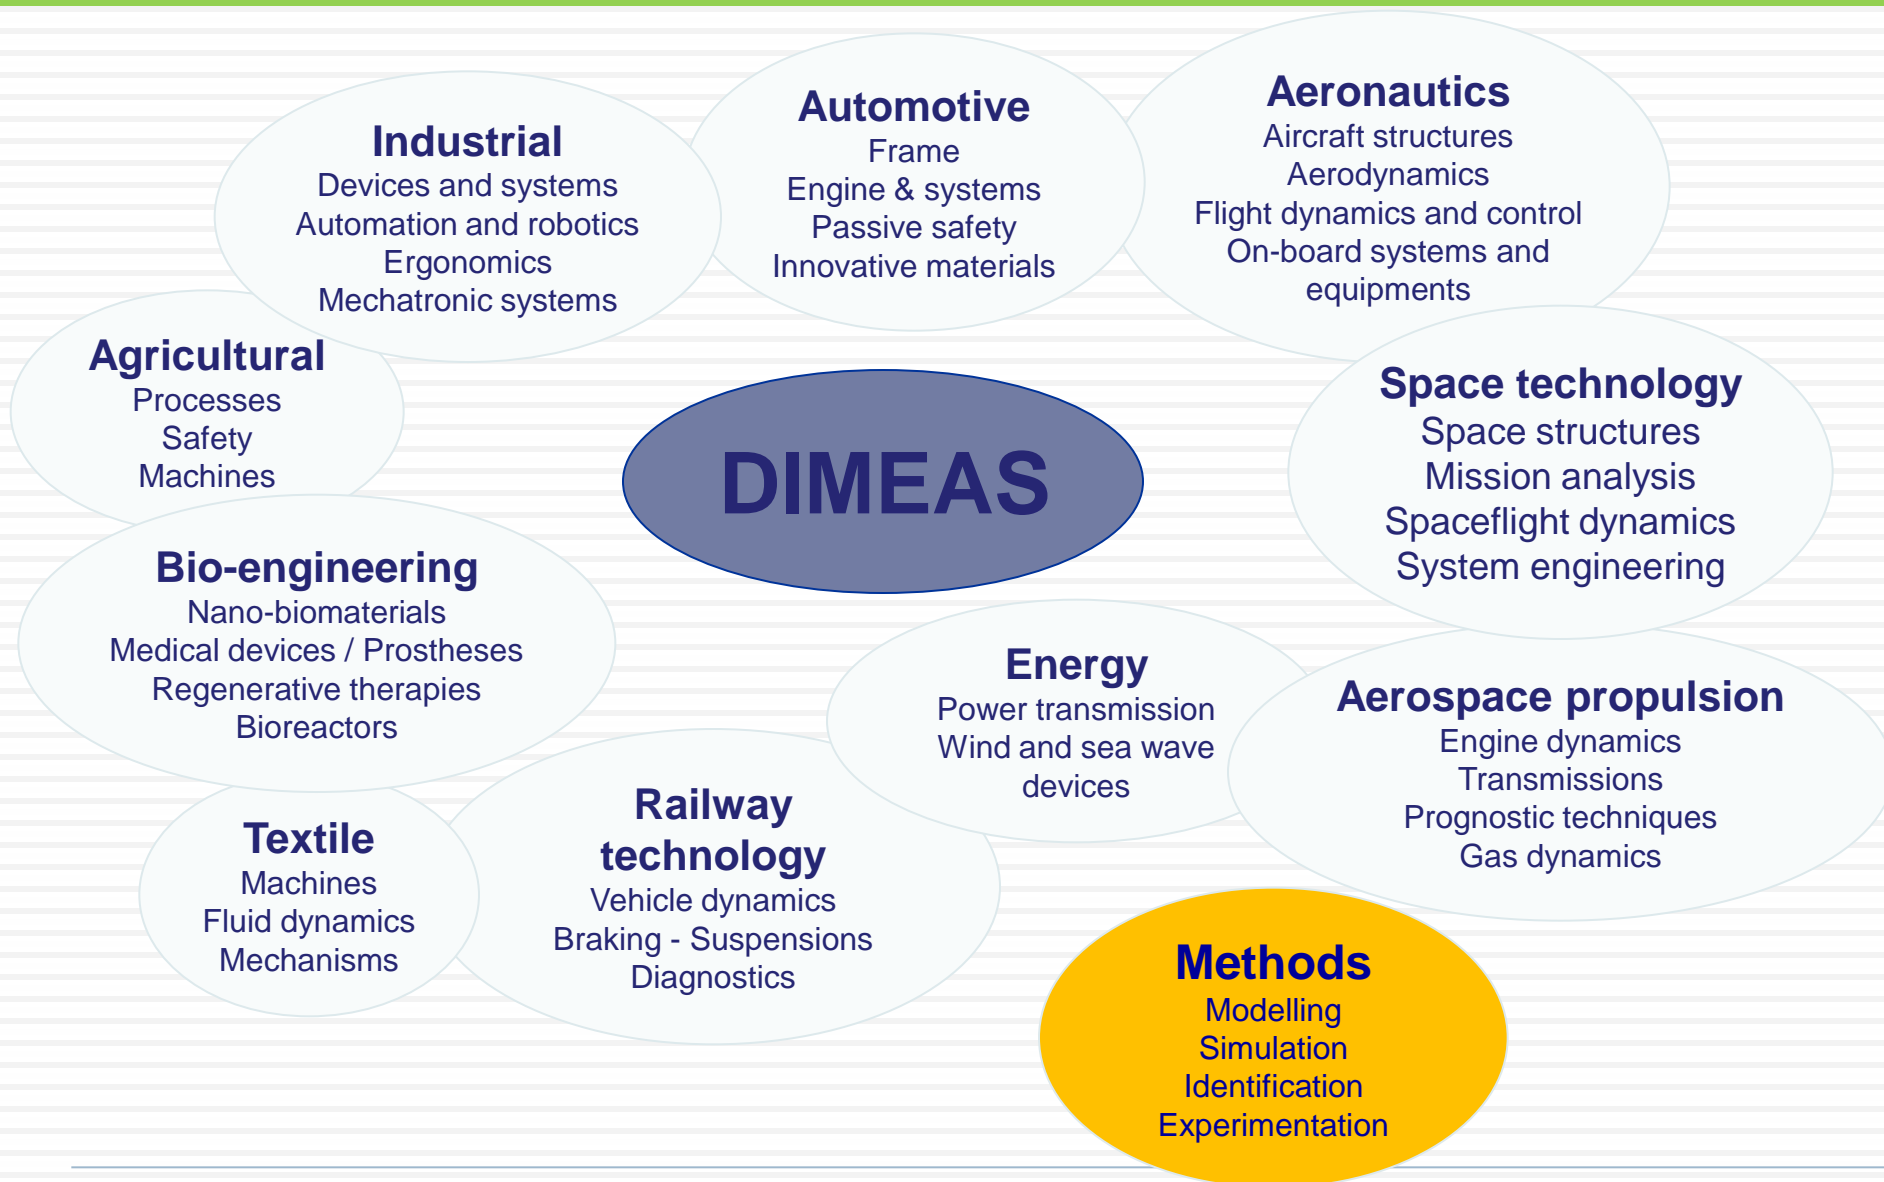 Automotive
Frame
Engine & systems
Passive safety
Innovative materials
Aeronautics
Aircraft structures
Aerodynamics
Flight dynamics and control
On-board systems and
equipments
Industrial
Devices and systems
Automation and robotics
Ergonomics
Mechatronic systems
Agricultural
Processes
Safety
Machines
DIMEAS
Space technology
Space structures
Mission analysis
Spaceflight dynamics
System engineering
Bio-engineering
Nano-biomaterials
Medical devices / Prostheses
Regenerative therapies
Bioreactors
Energy
Power transmission
Wind and sea wave
devices
Aerospace propulsion
Engine dynamics
Transmissions
Prognostic techniques
Gas dynamics
Textile
Machines
Fluid dynamics
Mechanisms
Railway
technology
Vehicle dynamics
Braking - Suspensions
Diagnostics
Methods
Modelling
Simulation
Identification
Experimentation